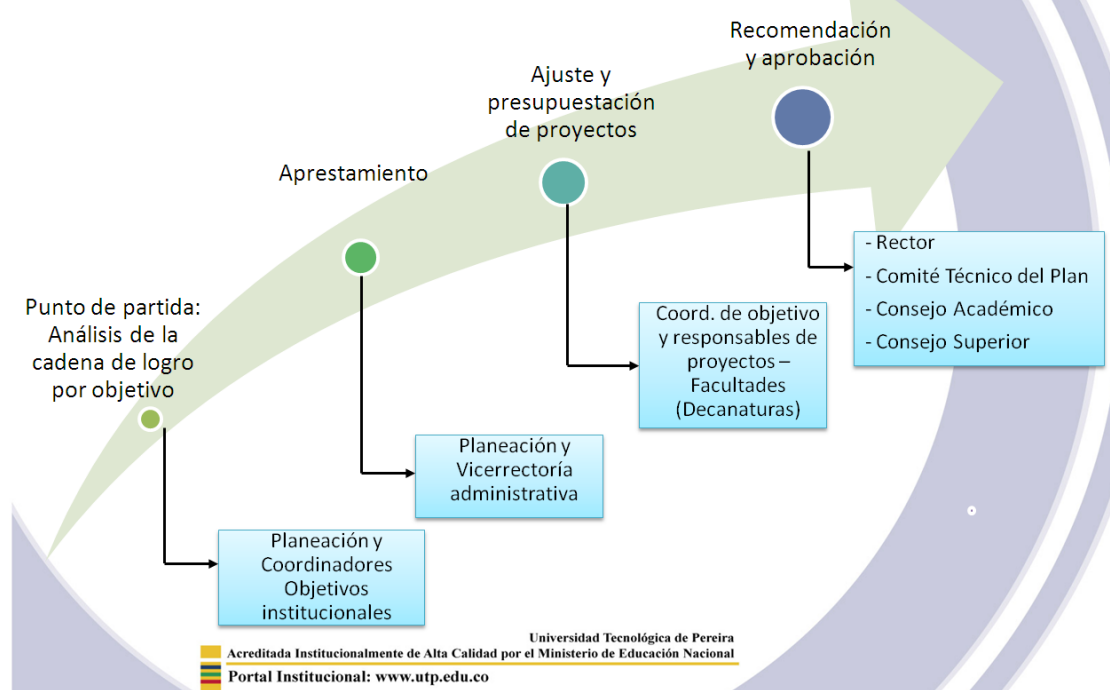 Recomendación
y aprobación
Ajuste y
presupuestación
de proyectos
Aprestamiento
Punto de partida:
Análisis de la
cadena de logro
por objetivo
- Rector
- Comité Técnico del Plan
- Consejo Académico
- Consejo Superior
Coord. de objetivo
y responsables de
proyectos –
Facultades
(Decanaturas)
Planeación y
Vicerrectoría
administrativa
Planeación y
Coordinadores
Objetivos
institucionales
Universidad Tecnológica de Pereira
Acreditada Institucionalmente de Alta Calidad por el Ministerio de Educación Nacional
Portal Institucional: www.utp.edu.co